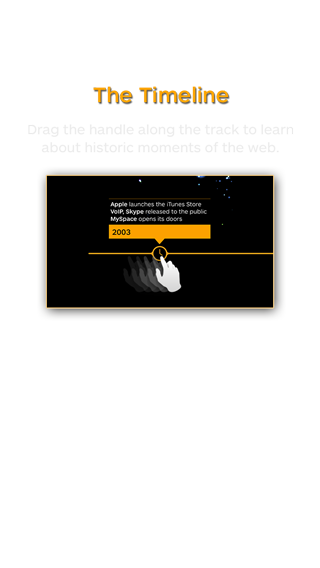 The Timeline
Drag the handle along the track to learn
about historic moments of the web.
Apple launches the iTunes Store
VoIP, Skype released to the public
MySpace opens its doors
2003